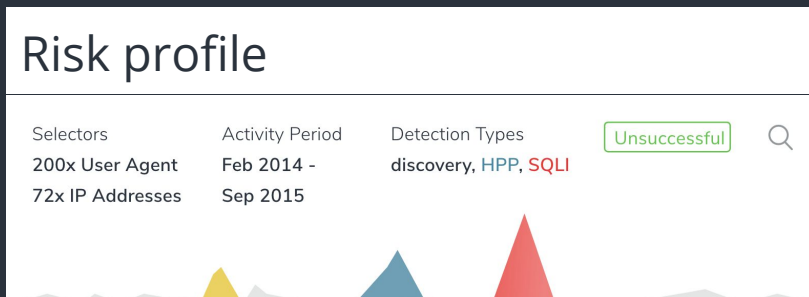 Risk profile
Selectors
200x User Agent
72x IP Addresses
Activity Period
Feb 2014 -
Sep 2015
Detection Types
discovery, HPP, SQLI
Unsuccessful